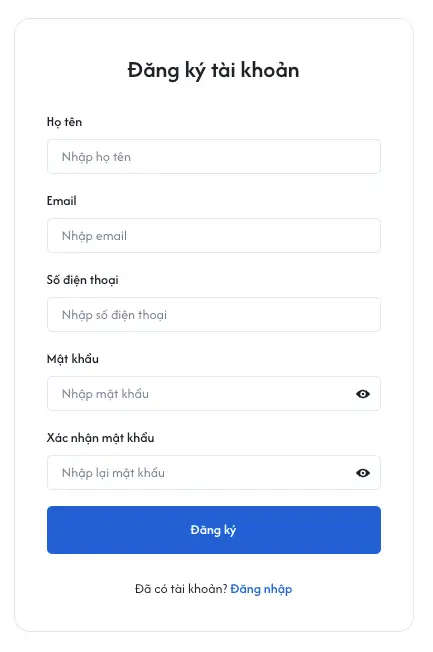 Đăng ký tài khoản
Họ tên
Nhập họ tên
Email
Nhập email
Số điện thoại
Nhập số điện thoại
Mật khẩu
Nhập mật khẩu
Xác nhận mật khẩu
Nhập lại mật khẩu
Đăng ký
Đã có tài khoản? Đăng nhập